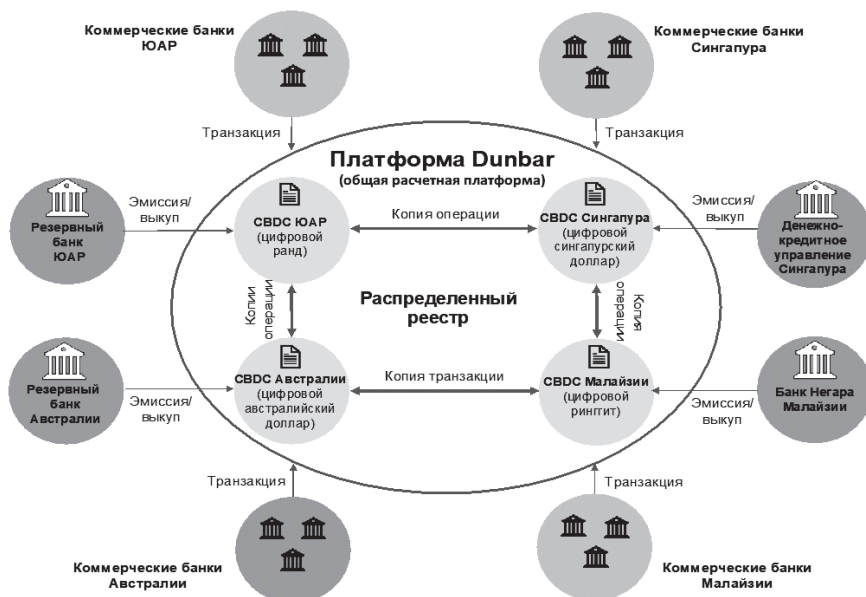 Коммерческие банки
ЮАР
Коммерческие банки
Сингапура
Транзакция
Транзакция
Платформа Dunbar
(общая расчетная платформа)
Эмиссия/
выкуп
Эмиссия/
выкуп
Резервный
банк
ЮАР
CBDC ЮАР
(цифровой
ранд)
Копия операции
CBDC Сингапура
(цифровой
сингапурский
доллар)
Денежно-
кредитное
управление
Сингапура
Копии
операции
Распределенный
реестр
Копия
операции
Резервный
банк
Австралии
Эмиссия/
выкуп
CBDC Австралии
(цифровой
австралийский
доллар)
Копия транзакции
CBDC Малайзии
(цифровой
ринггит)
Эмиссия/
выкуп
Банк Негара
Малайзии
Транзакция
Транзакция
Коммерческие банки
Австралии
Коммерческие банки
Малайзии